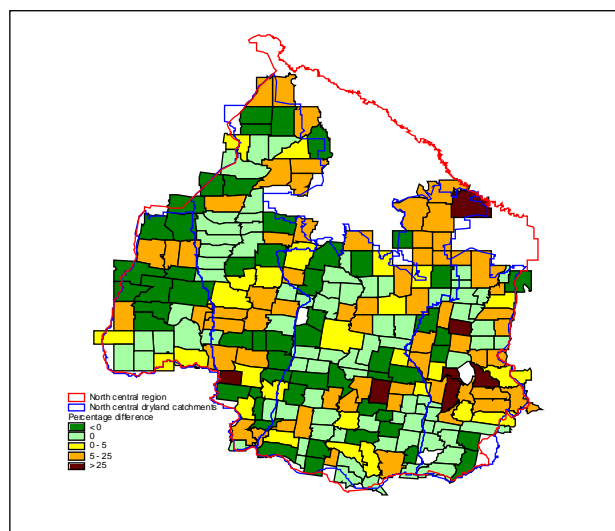 North central region
North central dryland catchments
Percentage difference
<0
0
0 - 5
5 - 25
>25